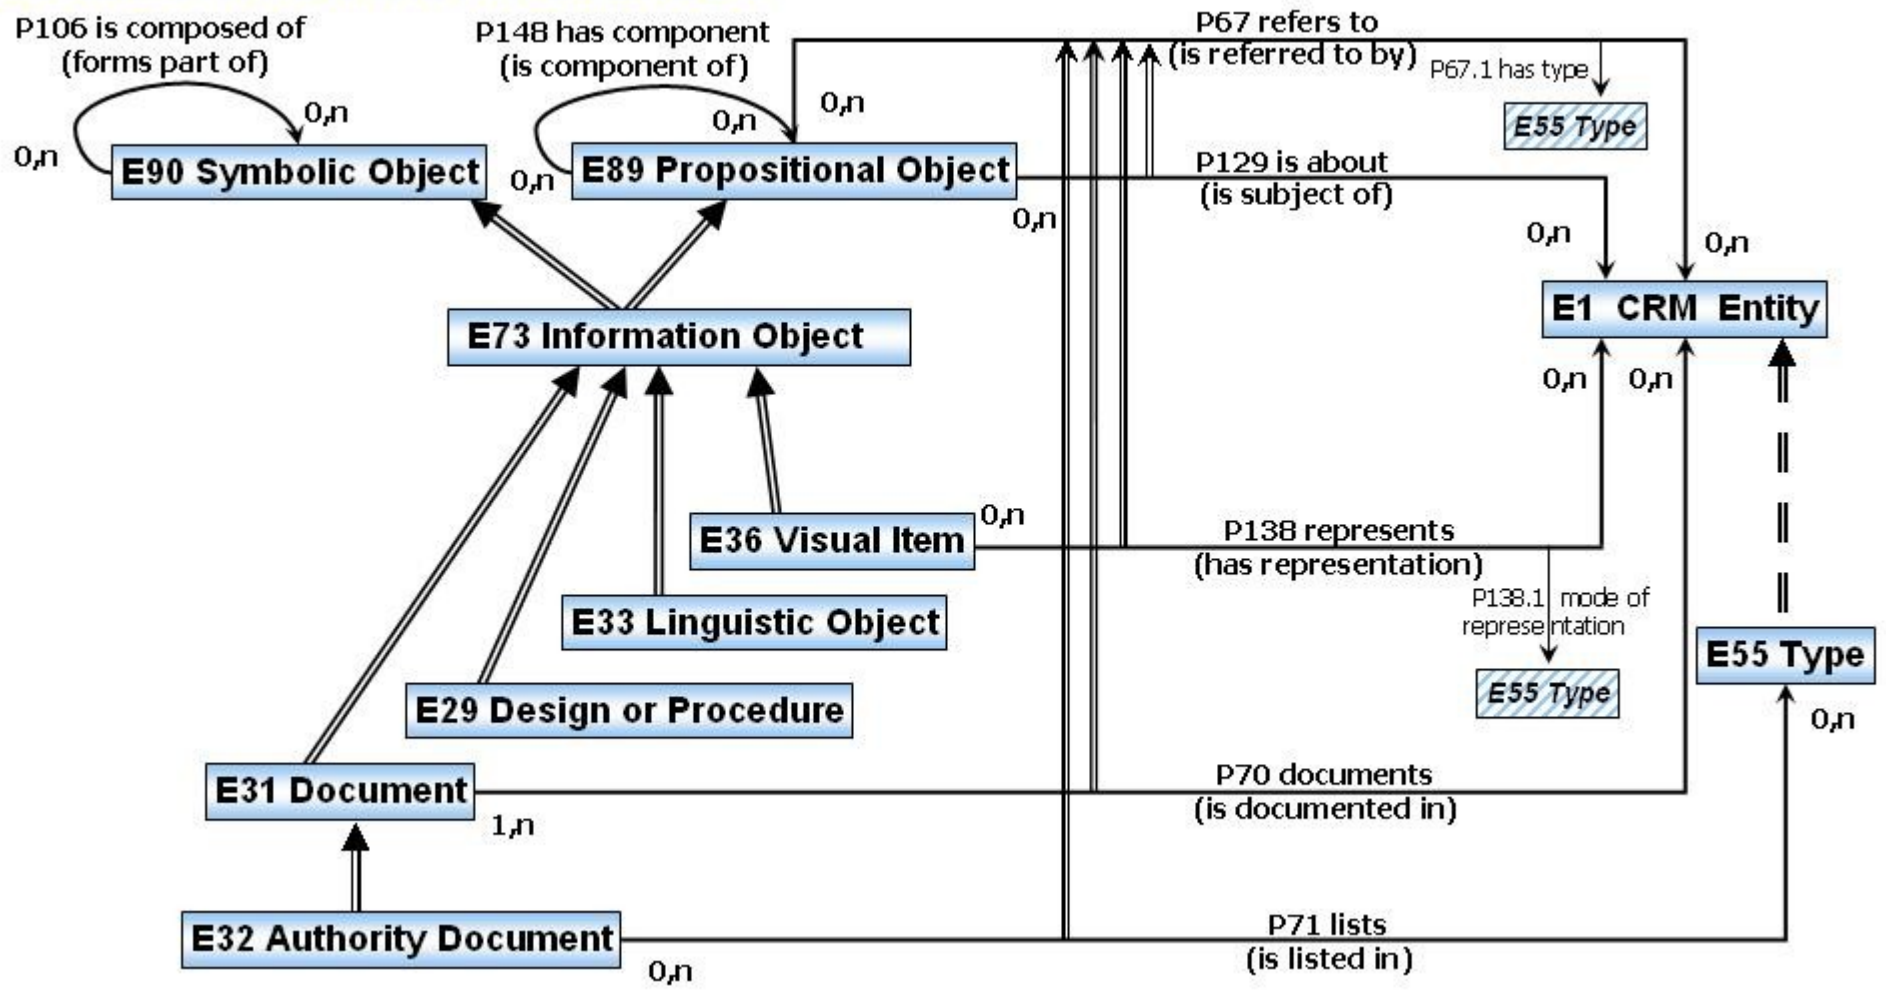 P106 is composed of
(forms part of)
P148 has component
(is component of)
P67 refers to
(is referred to by)
P67.1 has type
0,n
0,n
0,n
0,n
E55 Type
0,n
0,n
E90 Symbolic Object
E89 Propositional Object
P129 is about
(is subject of)
0,n
0,n
0,n
E1 CRM Entity
E73 Information Object
0,n
0,n
0,n
E36 Visual Item
P138 represents
(has representation)
P138.1 mode of
representation
E33 Linguistic Object
E55 Type
E55 Type
0,n
E29 Design or Procedure
E31 Document
1,n
P70 documents
(is documented in)
E32 Authority Document
0,n
P71 lists
(is listed in)